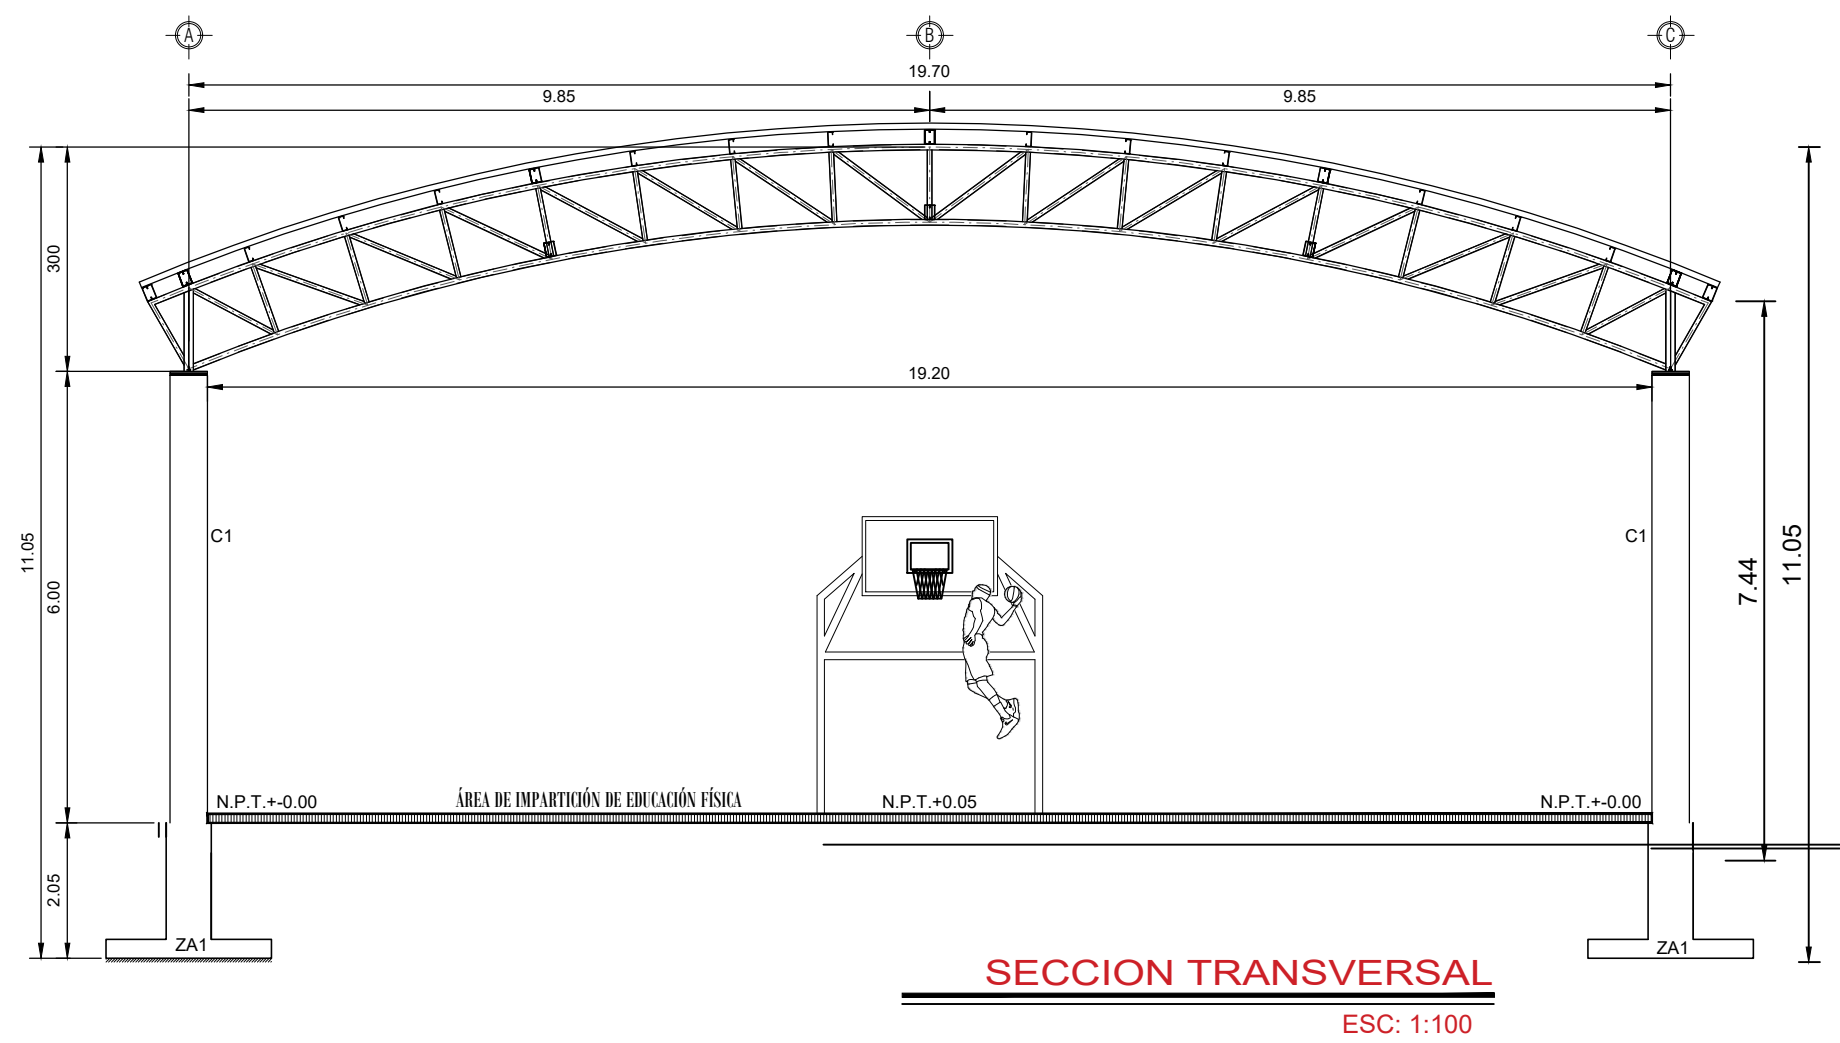 A
B
C
19.70
9.85
9.85
300
19.20
C1
C1
11.05
6.00
7.44
11.05
N.P.T.+-0.00
ÁREA DE IMPARTICIÓN DE EDUCACIÓN FÍSICA
N.P.T.+0.05
N.P.T.+-0.00
2.05
ZA1
ZA1
SECCION TRANSVERSAL
ESC: 1:100